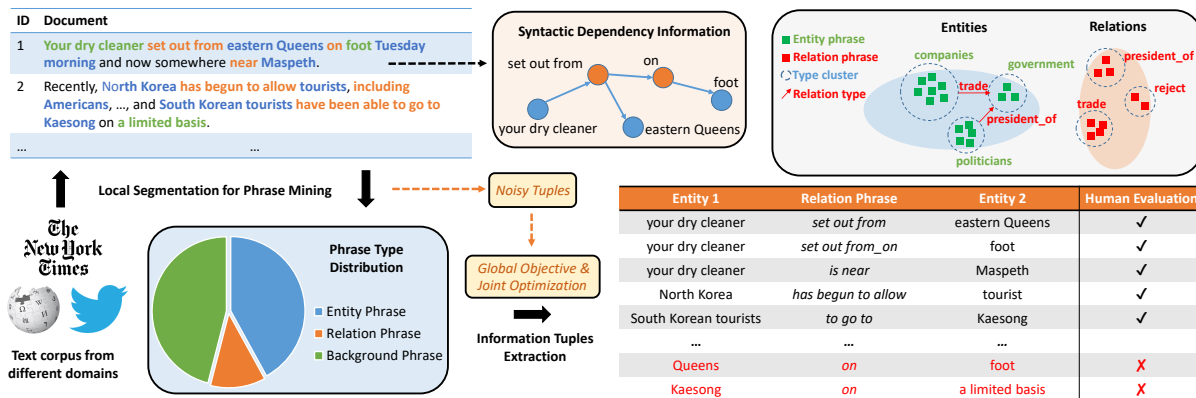 ID Document
1 Your dry cleaner set out from eastern Queens on foot Tuesday
morning and now somewhere near Maspeth.
2 Recently, North Korea has begun to allow tourists, including
Americans, …, and South Korean tourists have been able to go to
Kaesong on a limited basis.
… …
Local Segmentation for Phrase Mining
The
New York
Times
Text corpus from
different domains
Phrase Type
Distribution
Entity Phrase
Relation Phrase
Background Phrase
Syntactic Dependency Information
set out from
on
foot
your dry cleaner
eastern Queens
Noisy Tuples
Global Objective &
Joint Optimization
Information Tuples
Extraction
Entities
Relations
Entity phrase
Relation phrase
Type cluster
Relation type
companies
government
trade
president_of
politicians
president_of
reject
trade
Entity 1 Relation Phrase Entity 2 Human Evaluation
your dry cleaner set out from eastern Queens ✓
your dry cleaner set out from_on foot ✓
your dry cleaner is near Maspeth ✓
North Korea has begun to allow tourist ✓
South Korean tourists to go to Kaesong ✓
… … …
Queens on foot ✗
Kaesong on a limited basis ✗